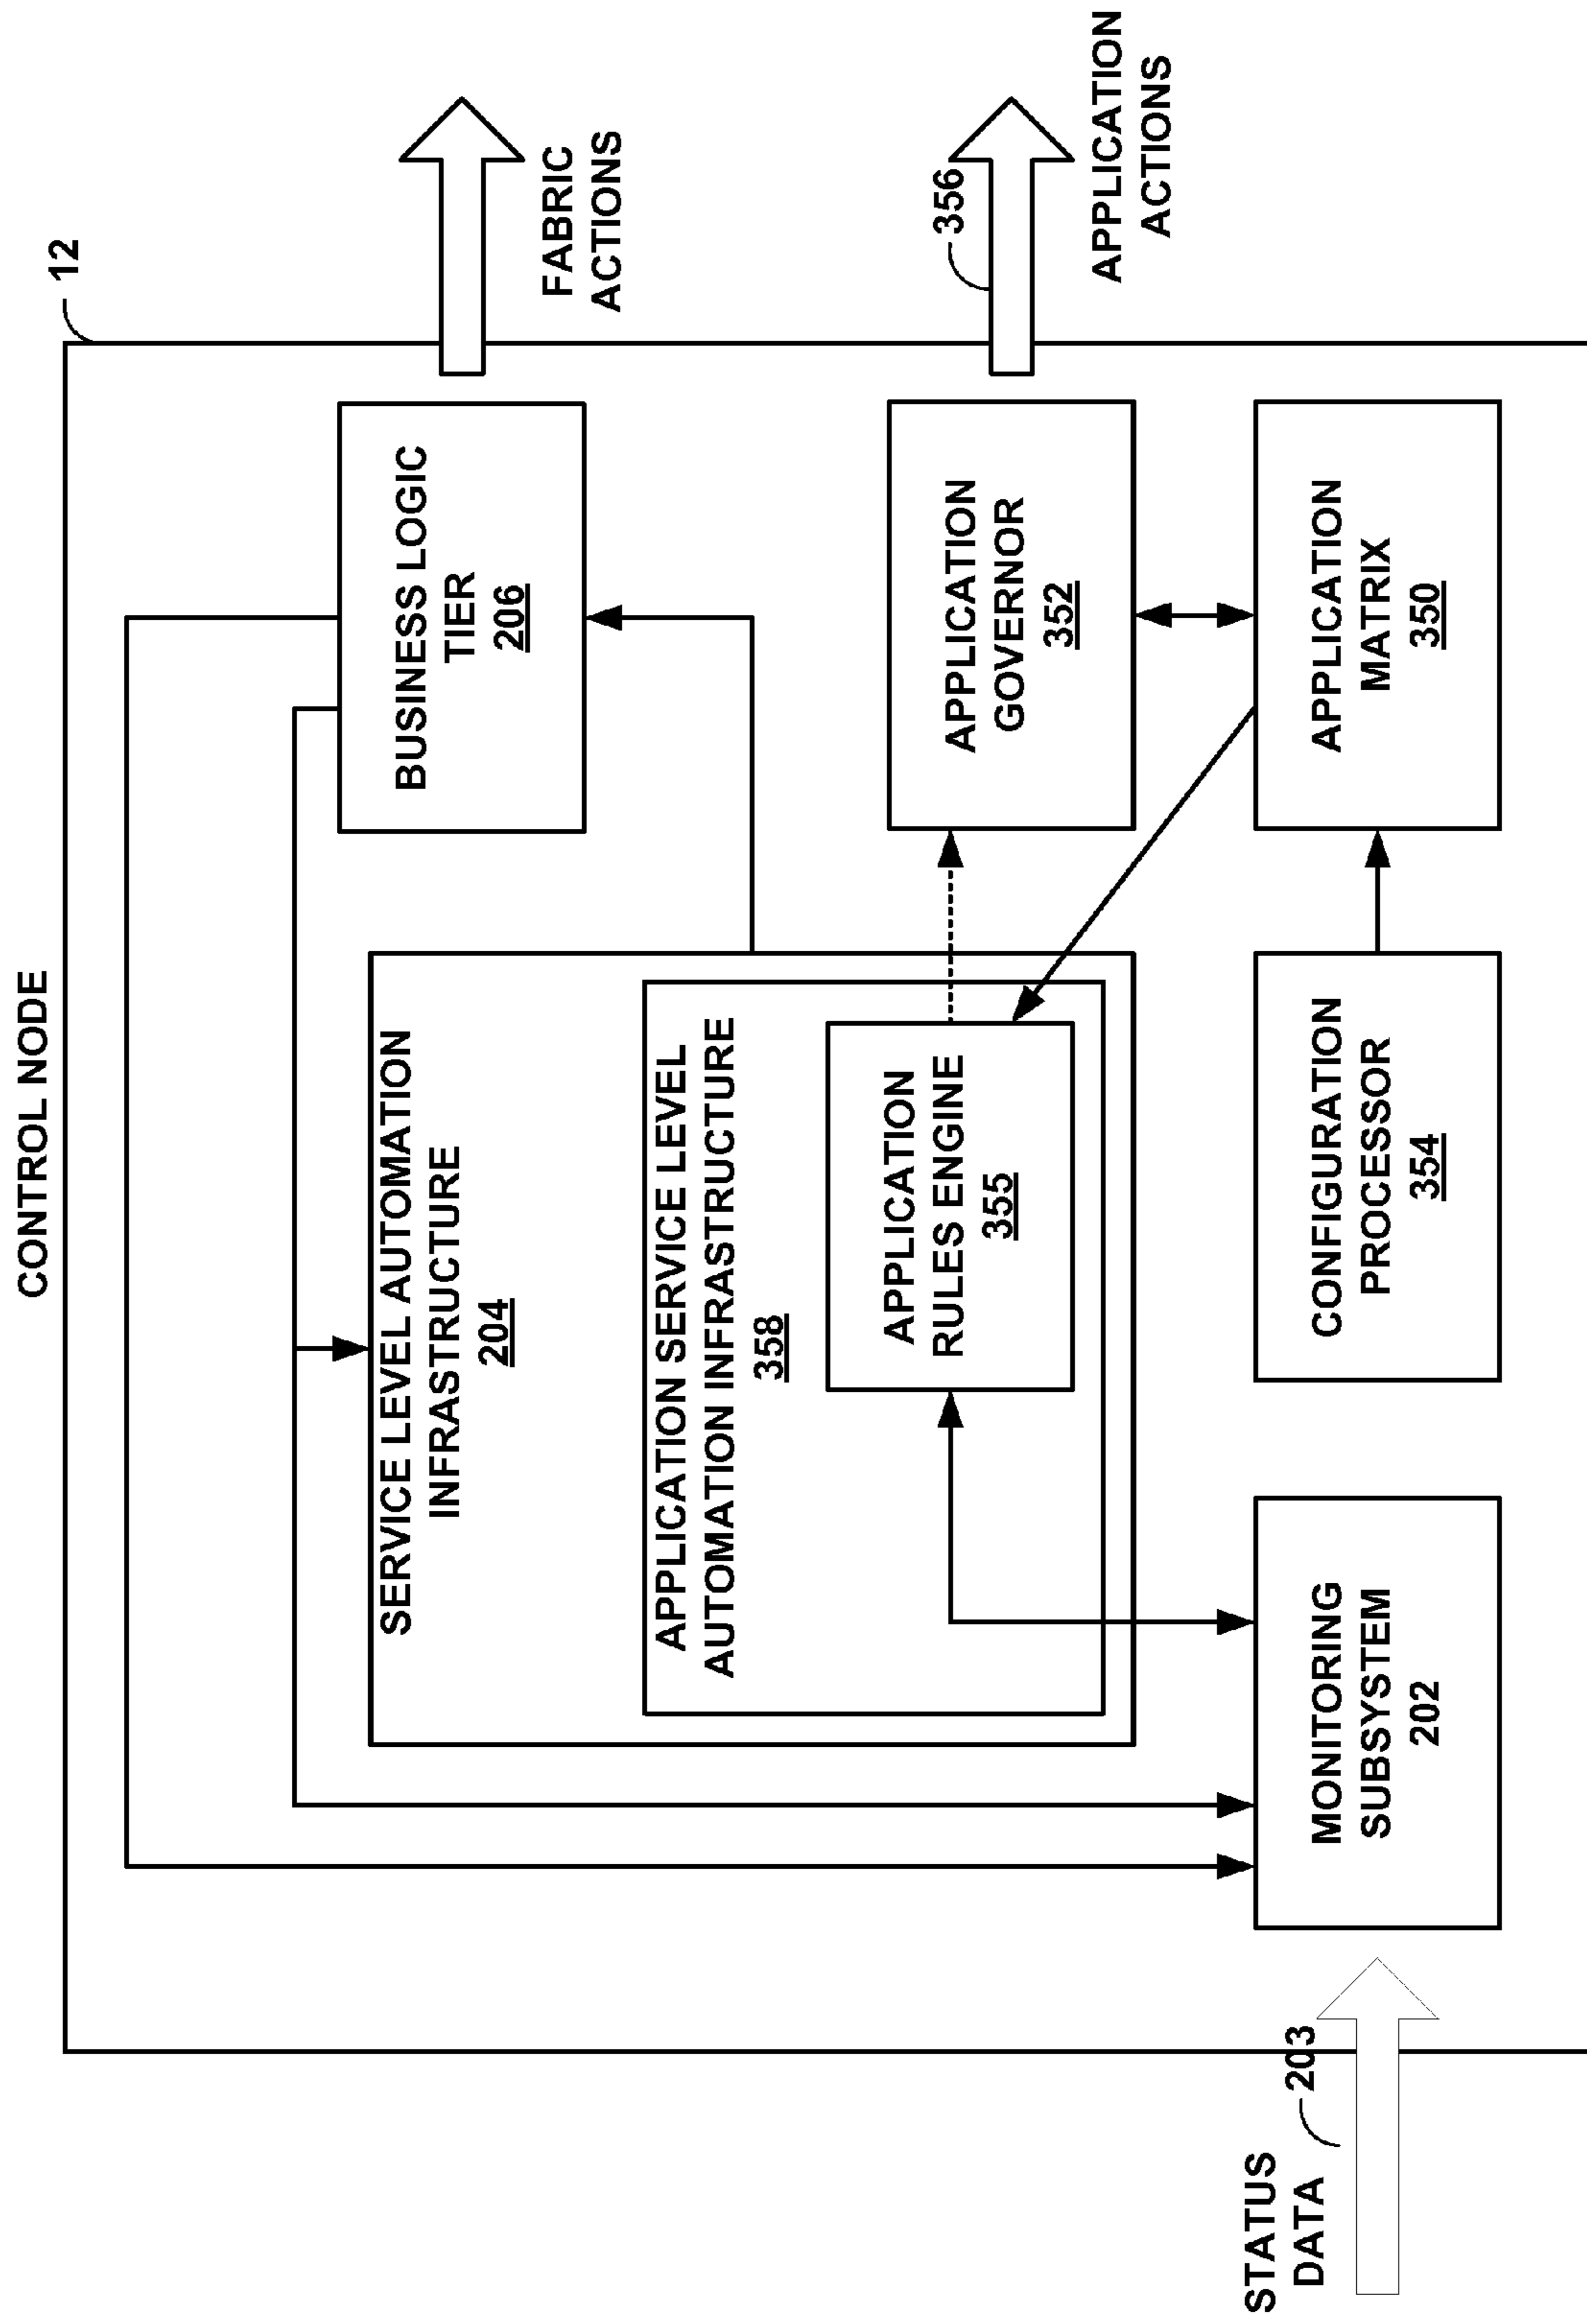 CONTROL NODE
12
SERVICE LEVEL AUTOMATION
INFRASTRUCTURE
204
BUSINESS LOGIC
TIER
206
FABRIC
ACTIONS
APPLICATION SERVICE LEVEL
AUTOMATION INFRASTRUCTURE
358
APPLICATION
RULES ENGINE
355
APPLICATION
GOVERNOR
352
356
APPLICATION
ACTIONS
STATUS
DATA
203
MONITORING
SUBSYSTEM
202
CONFIGURATION
PROCESSOR
354
APPLICATION
MATRIX
350